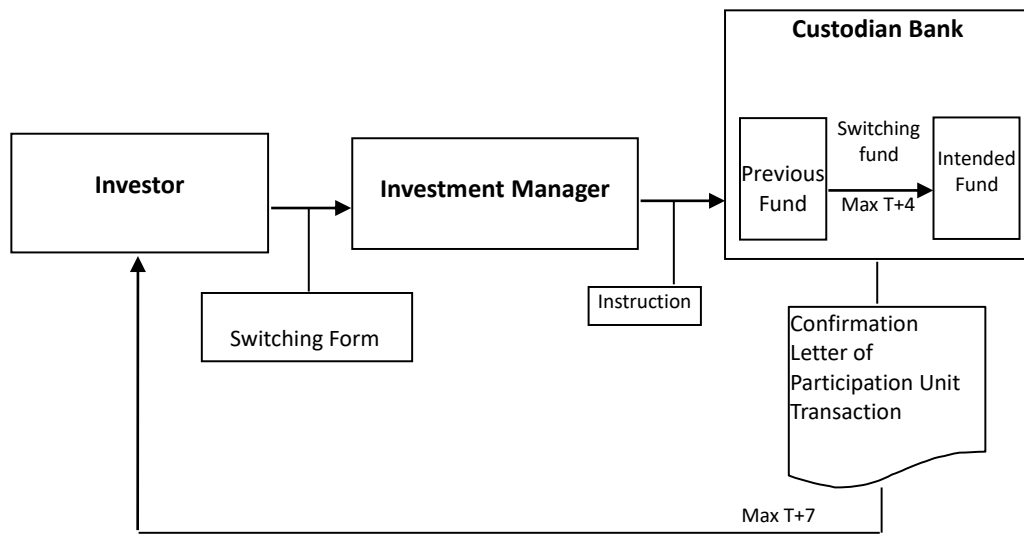 Custodian Bank
Investor
Investment Manager
Previous
Fund
Switching
fund
Max T+4
Intended
Fund
Switching Form
Instruction
Confirmation
Letter of
Participation Unit
Transaction
Max T+7